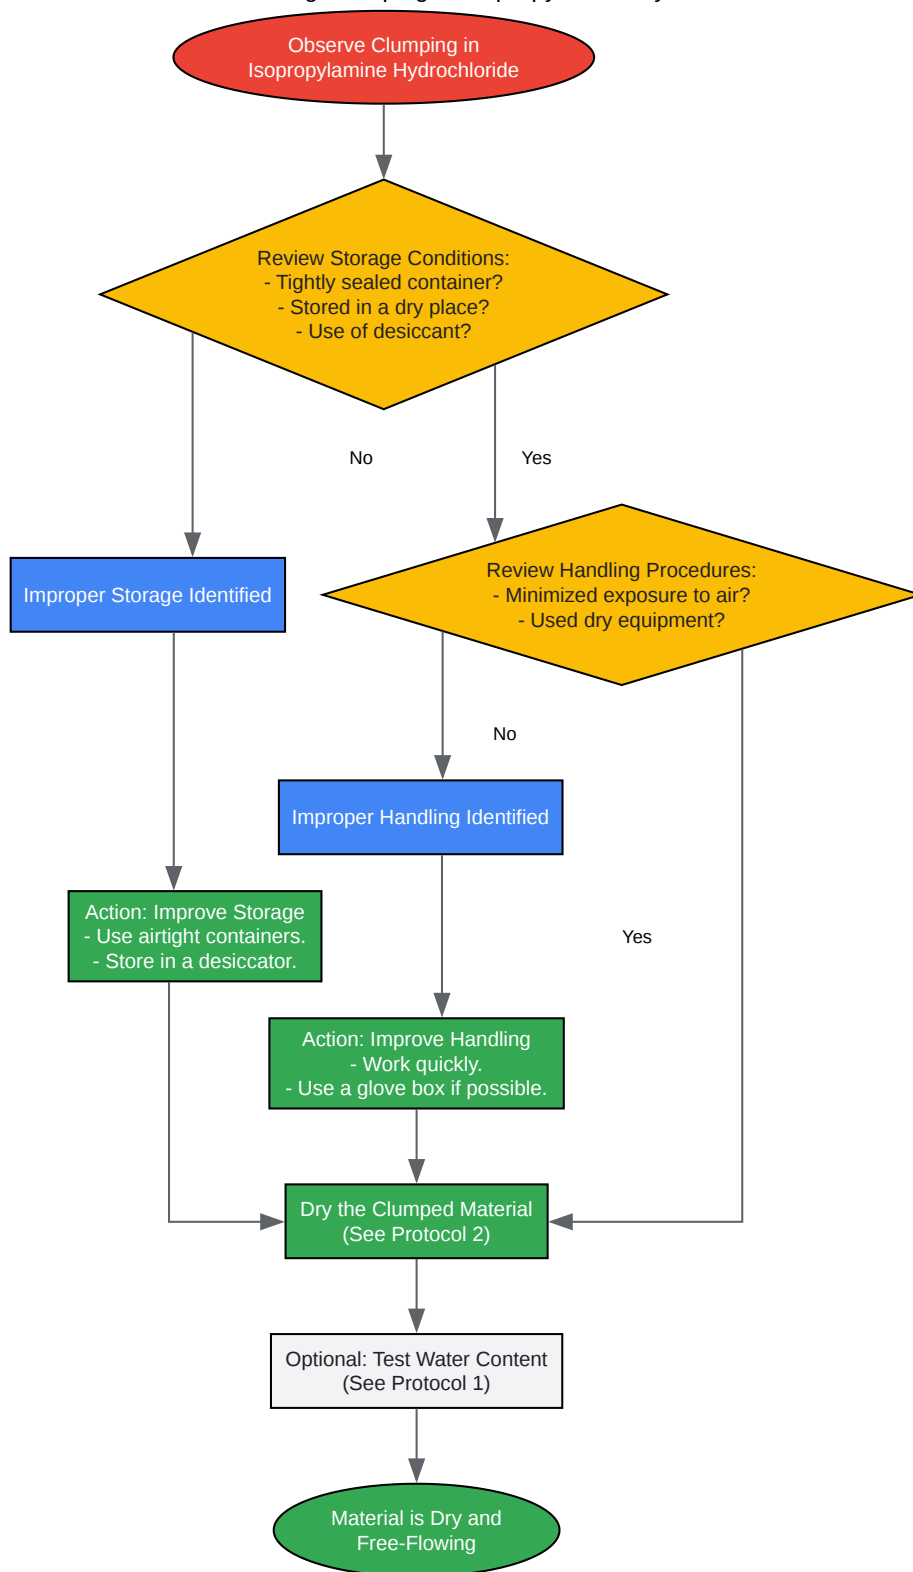 Observe Clumping in
Isopropylamine Hydrochloride
Review Storage Conditions:
- Tightly sealed container?
- Stored in a dry place?
- Use of desiccant?
No
Yes
Improper Storage Identified
Review Handling Procedures:
- Minimized exposure to air?
- Used dry equipment?
No
Improper Handling Identified
Action: Improve Storage
- Use airtight containers.
- Store in a desiccator.
Yes
Action: Improve Handling
- Work quickly.
- Use a glove box if possible.
Dry the Clumped Material
(See Protocol 2)
Optional: Test Water Content
(See Protocol 1)
Material is Dry and
Free-Flowing